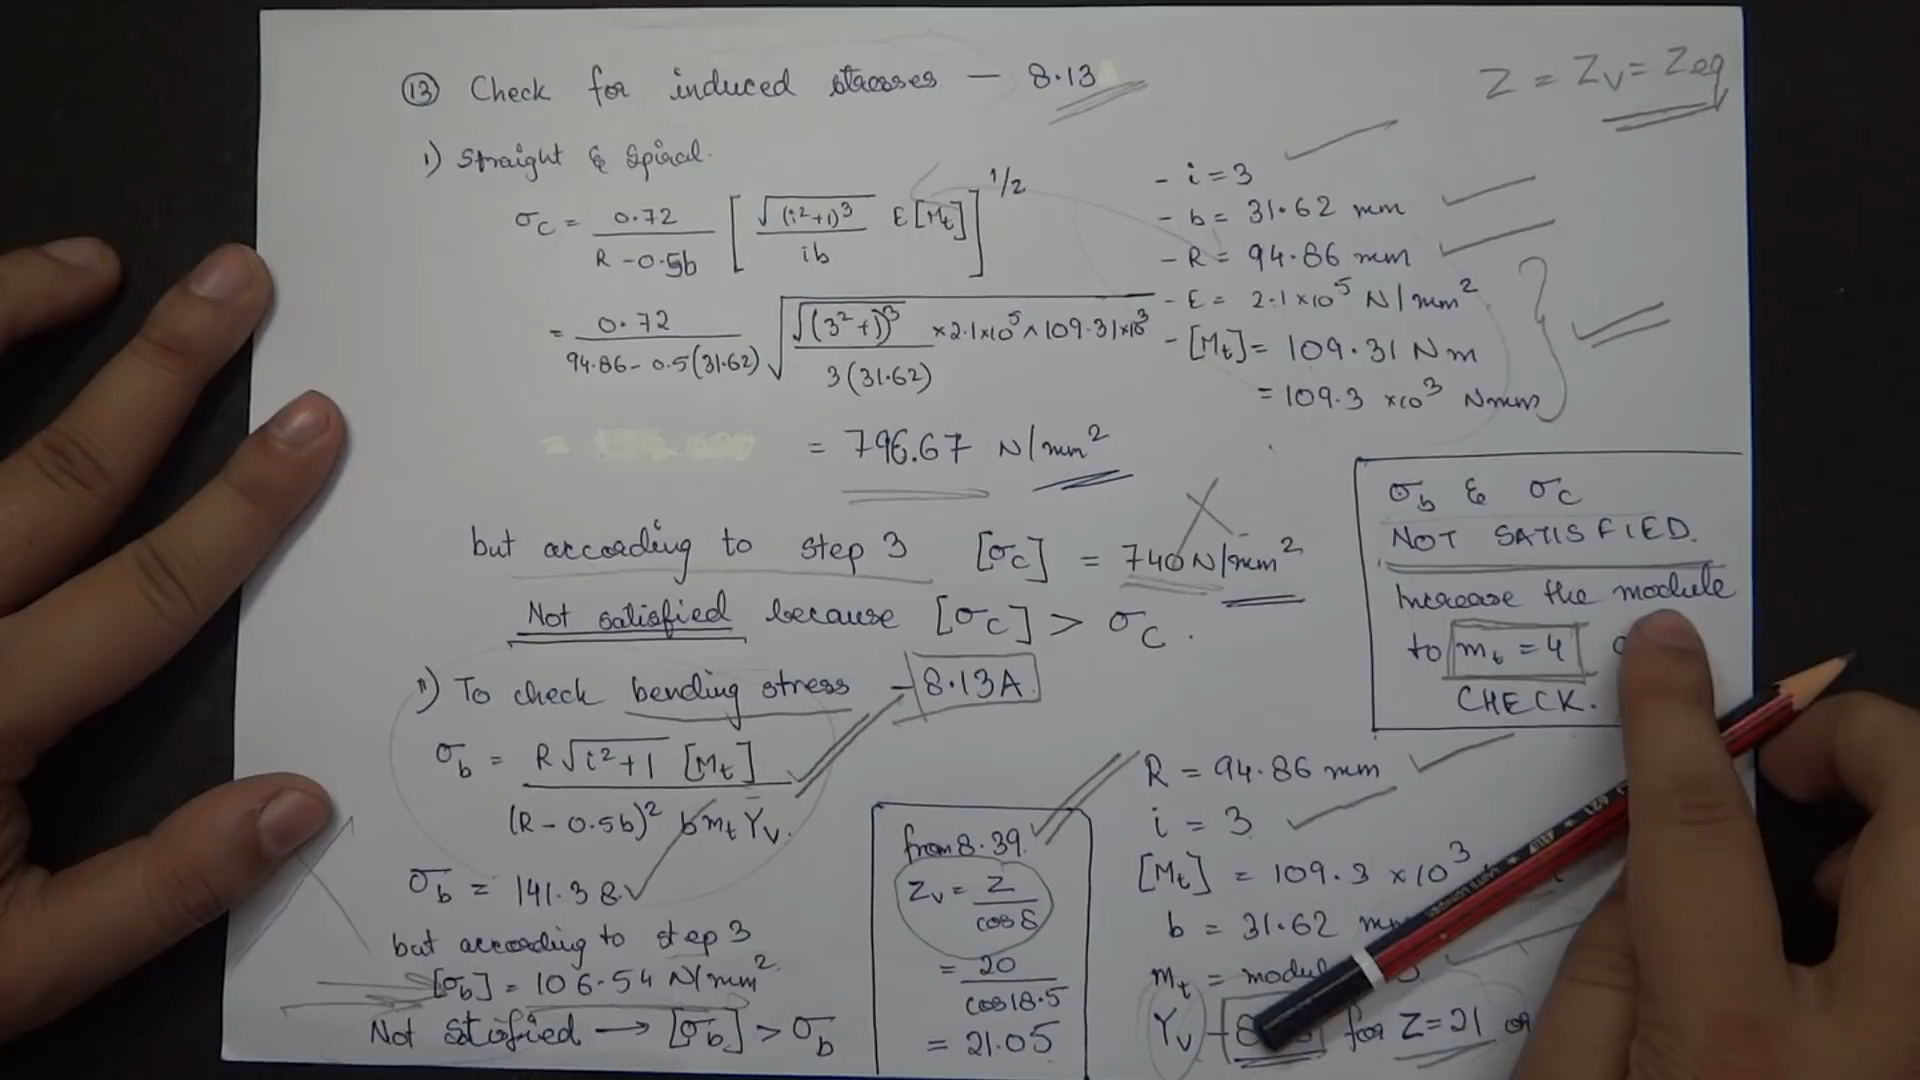 ⑬ Check for induced stresses — 8.13
Z = Zv = Zeq
i) Straight & Spiral.
σc = 0.72 / (R - 0.5b) [ √(i²+1)³ / ib E[Mt] ]^1/2
= 0.72 / (94.86 - 0.5(31.62)) √( √(3²+1)³ / 3(31.62) × 2.1×10⁵ × 109.31×10³ )
= 796.67 N/mm²
- i = 3
- b = 31.62 mm
- R = 94.86 mm
- E = 2.1×10⁵ N/mm²
- [Mt] = 109.31 Nm
= 109.3 ×10³ Nmm
but according to step 3 [σc] = 740 N/mm²
Not satisfied because [σc] > σc.
σb & σc
NOT SATISFIED.
Increase the module
to mt = 4
CHECK.
ii) To check bending stress — 8.13A
σb = R√i²+1 [Mt] / (R - 0.5b)² b mt Yv.
σb = 141.38
but according to step 3
[σb] = 106.54 N/mm².
Not stisfied → [σb] > σb
from 8.39
Zv = Z / cosδ
= 20 / cos18.5
= 21.05
R = 94.86 mm
i = 3
[Mt] = 109.3 ×10³
b = 31.62
mt =
Yv - for Z=21 or